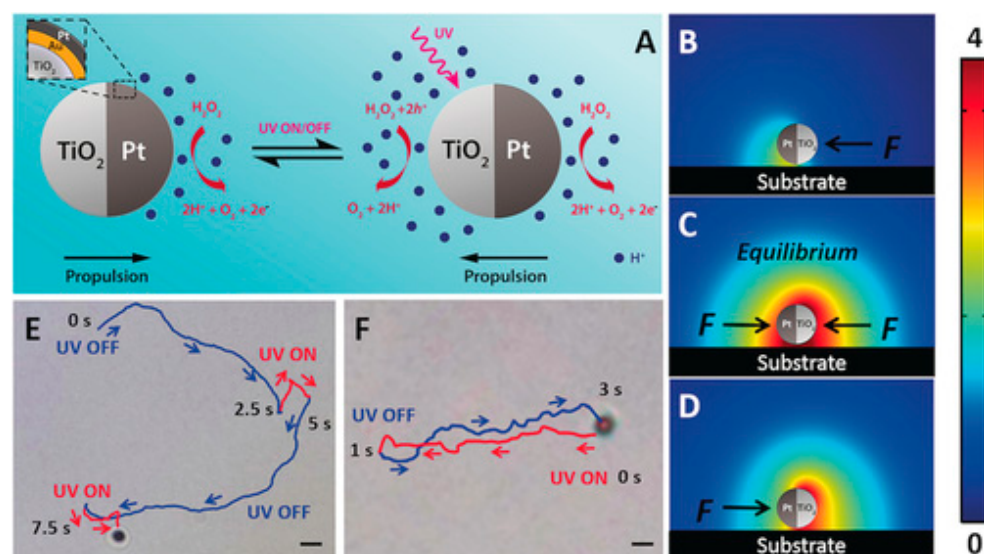 A
Pt
Au
TiO₂
UV
H₂O₂
H₂O₂+2h⁺
H₂O₂
UV ON/OFF
TiO₂ Pt
TiO₂ Pt
2H⁺ + O₂ + 2e⁻
O₂ + 2H⁺
2H⁺ + O₂ + 2e⁻
Propulsion
Propulsion
H⁺
B
Pt TiO₂
F
Substrate
C
Equilibrium
F
Pt TiO₂
F
Substrate
D
F
Pt TiO₂
Substrate
4
0
E
0 s
UV OFF
UV ON
2.5 s
5 s
UV ON
UV OFF
7.5 s
F
3 s
UV OFF
1 s
UV ON
0 s